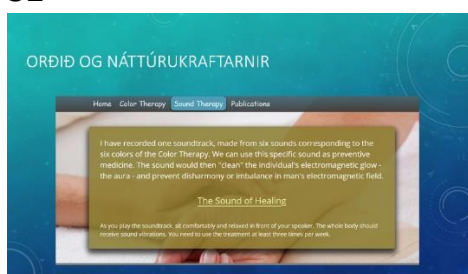 ORÐIÐ OG NÁTTÚRUKRAFTARNIR
Home Color Therapy Sound Therapy Publications
I have recorded one soundtrack, made from six sounds corresponding to the
six colors of the Color Therapy. We can use this specific sound as preventive
medicine. The sound would then "clean" the individual's electromagnetic glow -
the aura - and prevent disharmony or imbalance in man's electromagnetic field.
The Sound of Healing
As you play the soundtrack, sit comfortably and relaxed in front of your speaker. The whole body should
receive sound vibrations. You need to use the treatment at least three times per week.